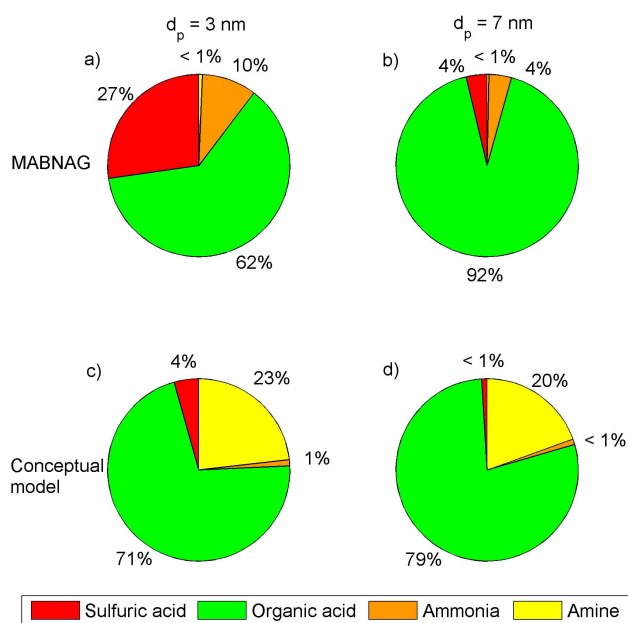 d_p = 3 nm
d_p = 7 nm
a)
< 1%
10%
27%
62%
b)
4%
< 1%
4%
92%
MABNAG
c)
4%
23%
1%
71%
d)
< 1%
20%
< 1%
79%
Conceptual
model
Sulfuric acid
Organic acid
Ammonia
Amine